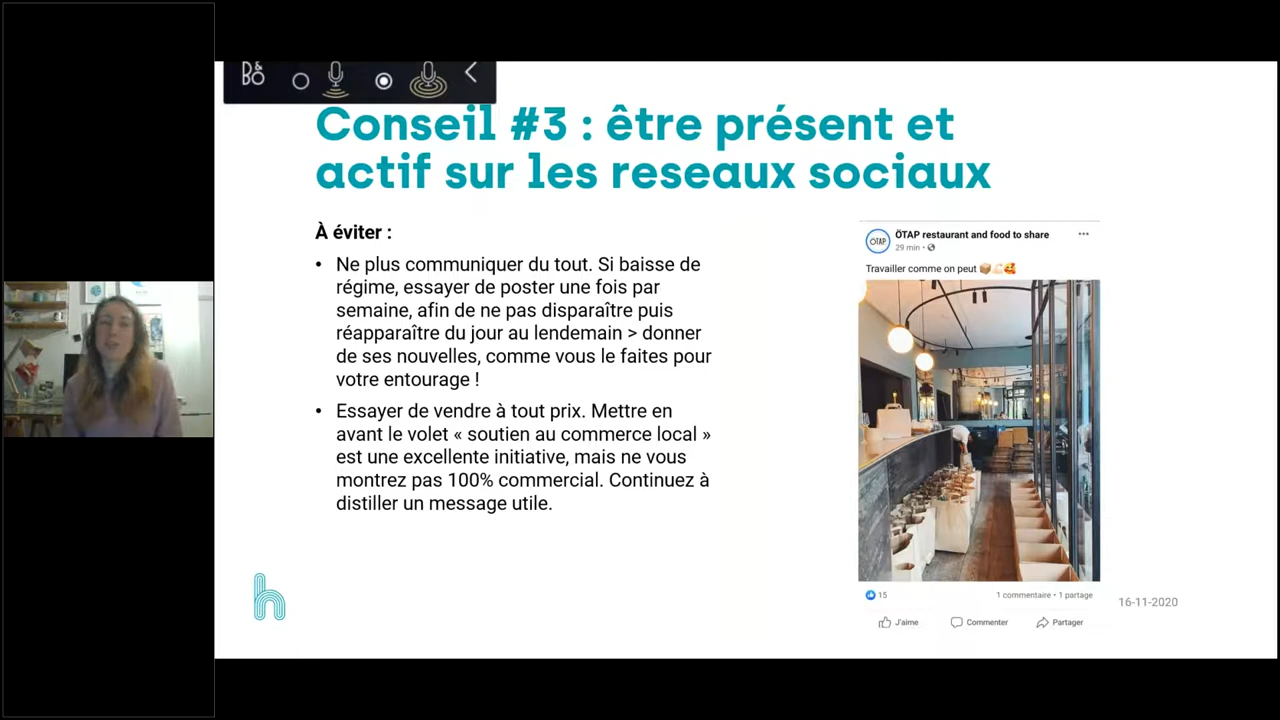 D&
BO
Conseil #3 : être présent et
actif sur les reseaux sociaux
À éviter :
• Ne plus communiquer du tout. Si baisse de
régime, essayer de poster une fois par
semaine, afin de ne pas disparaître puis
réapparaître du jour au lendemain > donner
de ses nouvelles, comme vous le faites pour
votre entourage !
• Essayer de vendre à tout prix. Mettre en
avant le volet « soutien au commerce local »
est une excellente initiative, mais ne vous
montrez pas 100% commercial. Continuez à
distiller un message utile.
ÖTAP
ÖTAP restaurant and food to share
29 min
Travailler comme on peut 📦💪🏻🥰
15
1 commentaire • 1 partage
J'aime
Commenter
Partager
16-11-2020
h